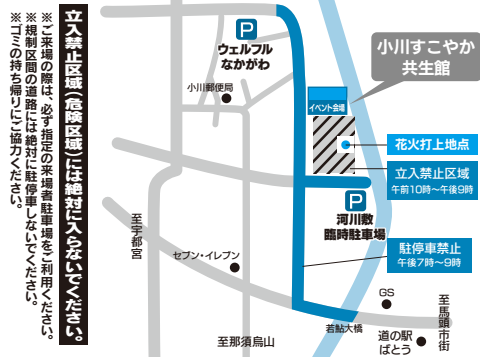 立入禁止区域(危険区域)には絶対に入らないでください。
※ご来場の際は、必ず指定の来場者駐車場をご利用ください。
※規制区間の道路には絶対に駐停車しないでください。
※ゴミの持ち帰りにご協力ください。
P
ウェルフル
なかがわ
小川郵便局
小川すこやか
共生館
イベント会場
花火打上地点
立入禁止区域
午前10時〜午後9時
P
河川敷
臨時駐車場
駐停車禁止
午後7時〜9時
至宇都宮
セブン・イレブン
至那須烏山
若鮎大橋
GS
道の駅
ばとう
至馬頭市街